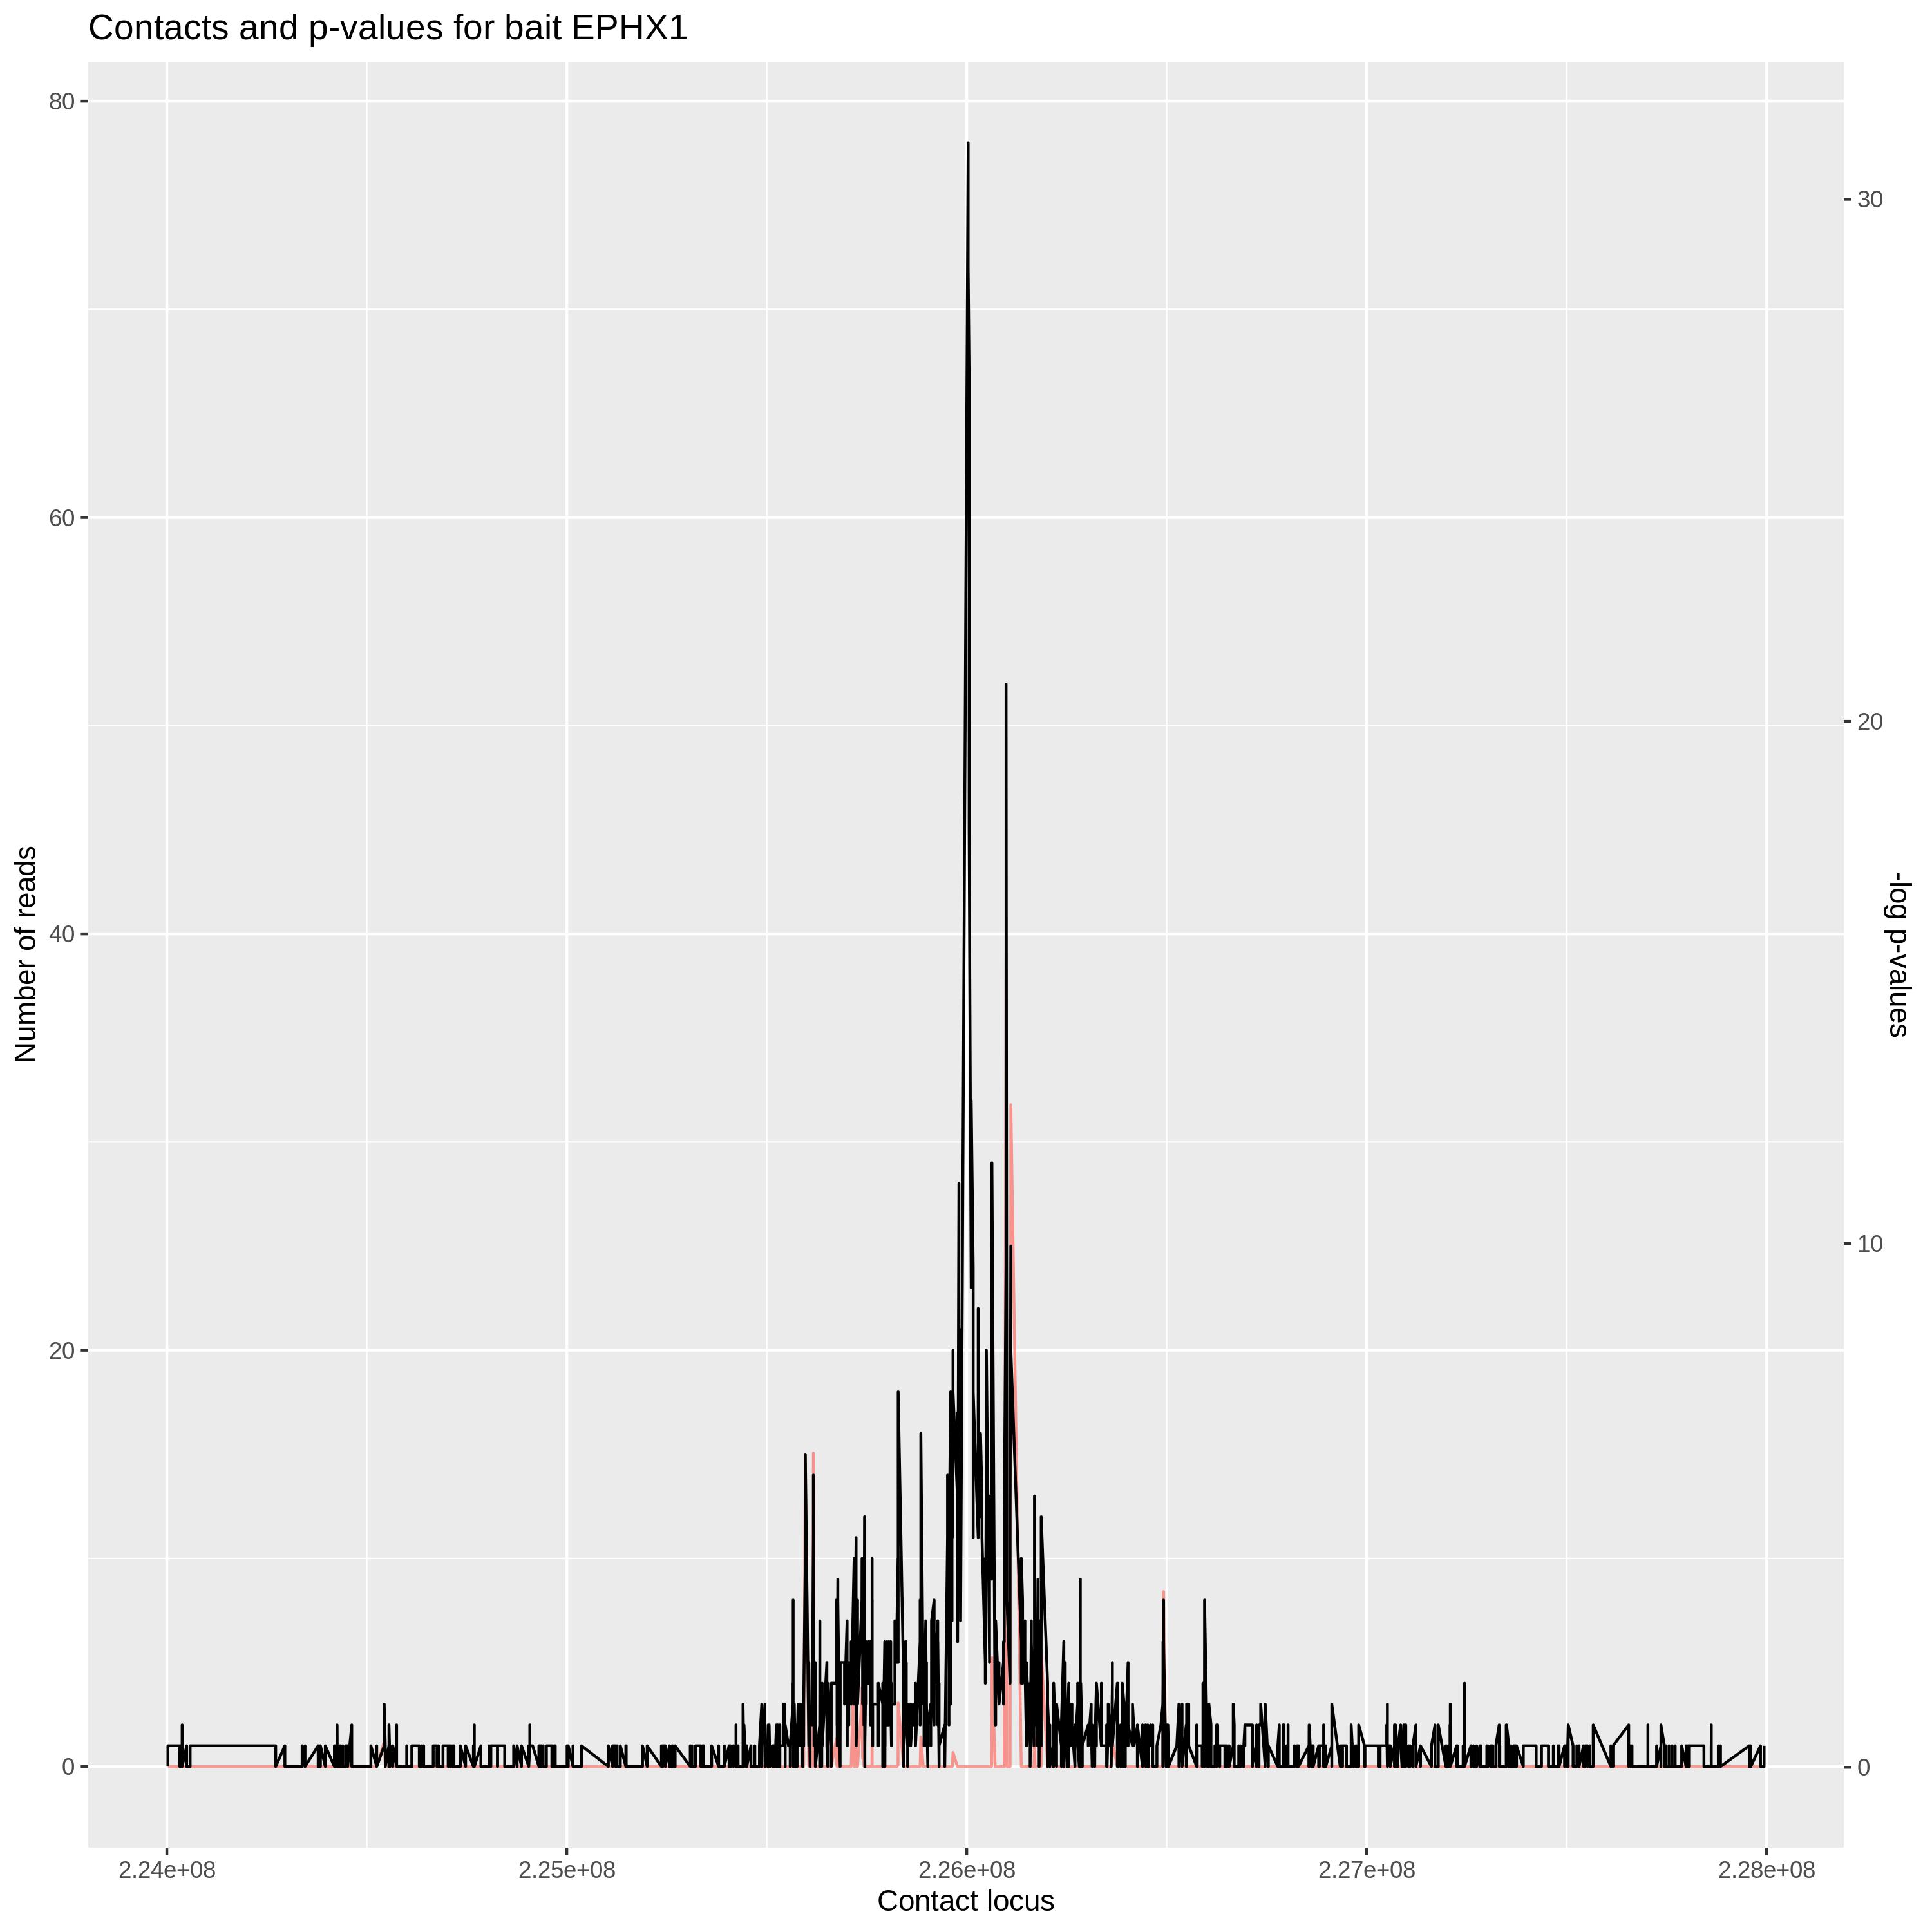 Contacts and p-values for bait EPHX1
80
60
40
20
0
Number of reads
30
20
10
0
-log p-values
2.24e+08 2.25e+08 2.26e+08 2.27e+08 2.28e+08
Contact locus